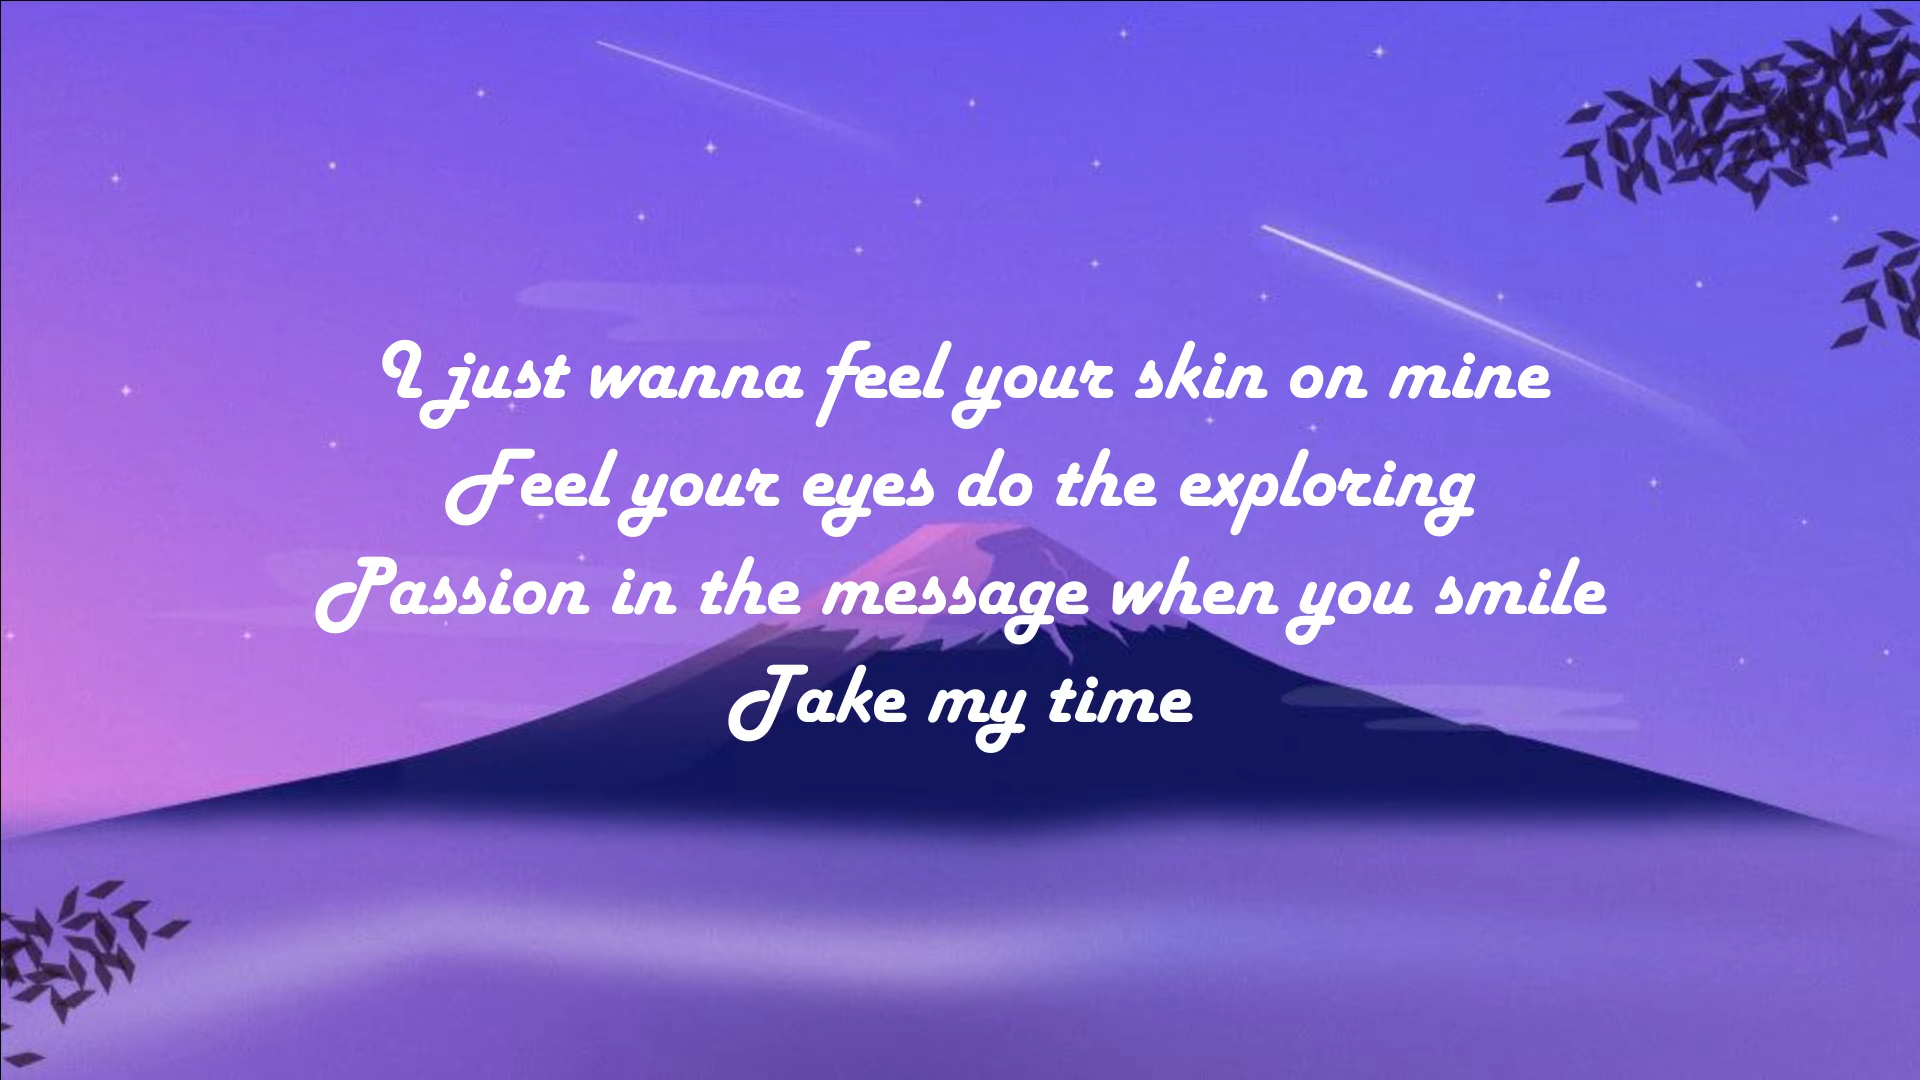 I just wanna feel your skin on mine
Feel your eyes do the exploring
Passion in the message when you smile
Take my time